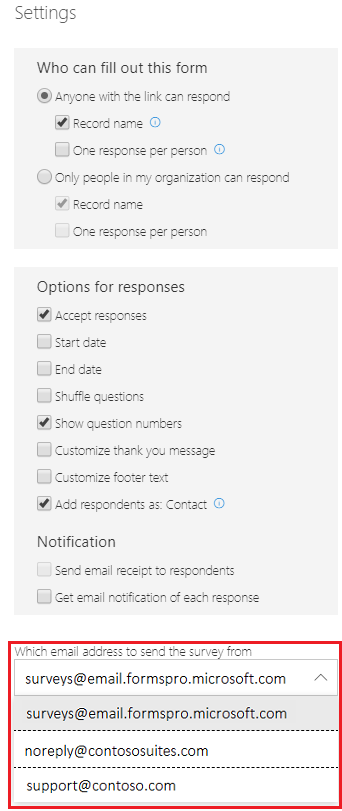 Settings
Who can fill out this form
Anyone with the link can respond
Record name
One response per person
Only people in my organization can respond
Record name
One response per person
Options for responses
Accept responses
Start date
End date
Shuffle questions
Show question numbers
Customize thank you message
Customize footer text
Add respondents as: Contact
Notification
Send email receipt to respondents
Get email notification of each response
Which email address to send the survey from
surveys@email.formspro.microsoft.com
surveys@email.formspro.microsoft.com
noreply@contososuites.com
support@contoso.com